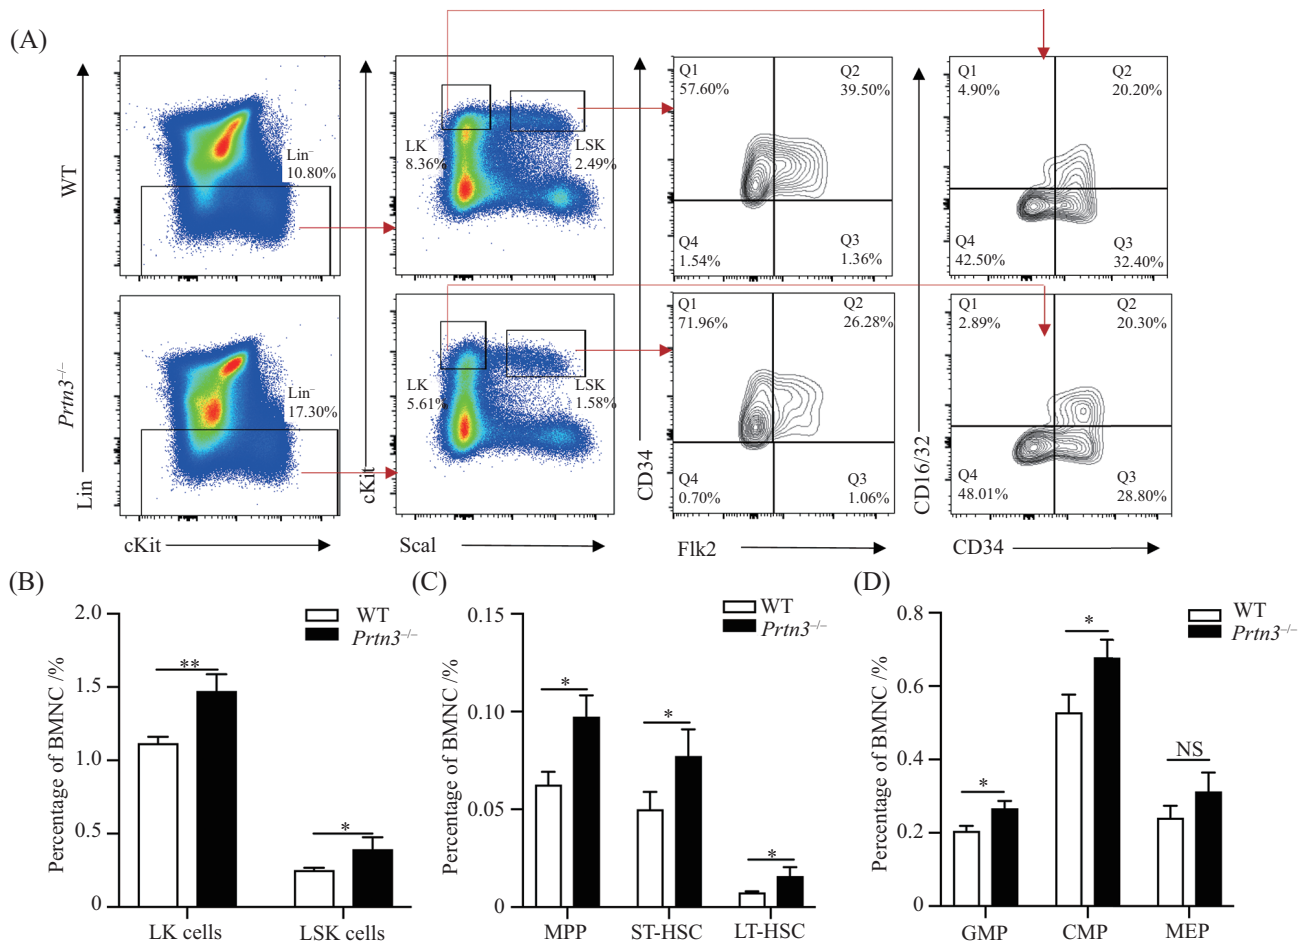 (A)
WT
Prtn3⁻/⁻
Lin
cKit
Lin⁻
10.80%
Lin⁻
17.30%
cKit
ScaI
LK
8.36%
LSK
2.49%
LK
5.61%
LSK
1.58%
CD34
Flk2
Q1
57.60%
Q2
39.50%
Q4
1.54%
Q3
1.36%
Q1
71.96%
Q2
26.28%
Q4
0.70%
Q3
1.06%
CD16/32
CD34
Q1
4.90%
Q2
20.20%
Q4
42.50%
Q3
32.40%
Q1
2.89%
Q2
20.30%
Q4
48.01%
Q3
28.80%
(B)
Percentage of BMNC /%
2.0
1.5
1.0
0.5
0
WT
Prtn3⁻/⁻
**
*
LK cells
LSK cells
(C)
Percentage of BMNC /%
0.15
0.10
0.05
0
WT
Prtn3⁻/⁻
*
*
*
MPP
ST-HSC
LT-HSC
(D)
Percentage of BMNC /%
0.8
0.6
0.4
0.2
0
WT
Prtn3⁻/⁻
*
*
NS
GMP
CMP
MEP